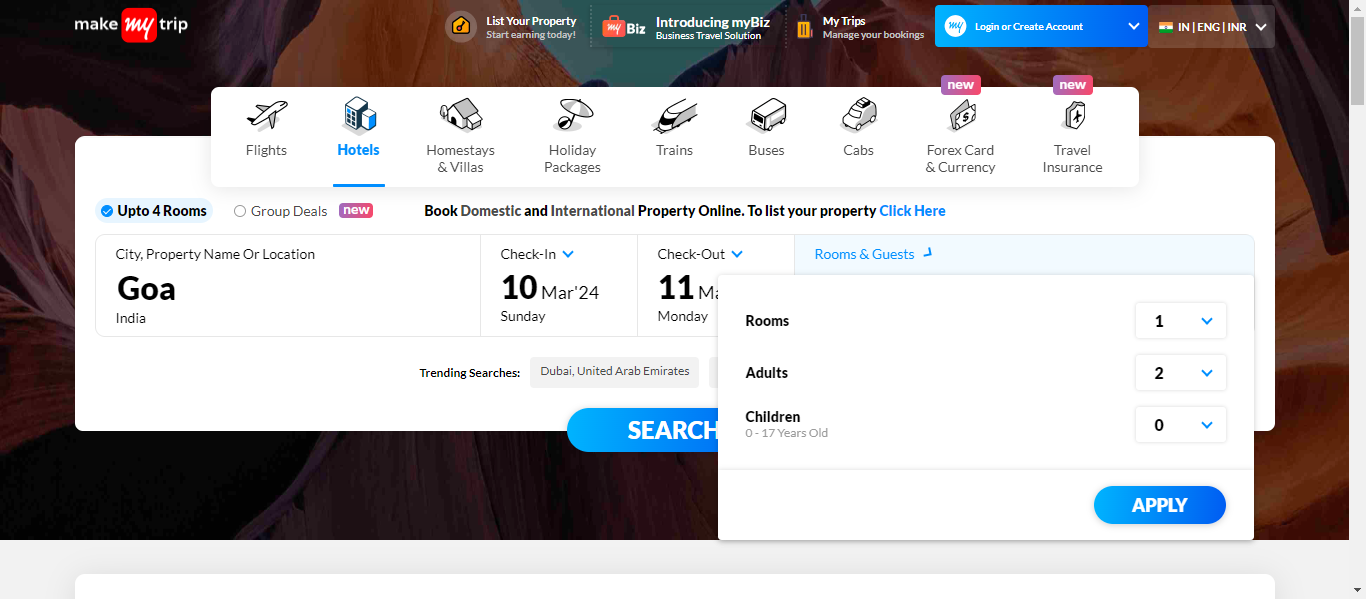 make my trip
List Your Property
Start earning today!
my Biz
Introducing myBiz
Business Travel Solution
My Trips
Manage your bookings
my
Login or Create Account
IN | ENG | INR
Flights
Hotels
Homestays
& Villas
Holiday
Packages
Trains
Buses
Cabs
new
Forex Card
& Currency
new
Travel
Insurance
Upto 4 Rooms
Group Deals
new
Book Domestic and International Property Online. To list your property Click Here
City, Property Name Or Location
Goa
India
Check-In
10 Mar'24
Sunday
Check-Out
11 Ma
Monday
Rooms & Guests
Rooms
1
Adults
2
Children
0 - 17 Years Old
0
APPLY
Trending Searches:
Dubai, United Arab Emirates
SEARCH